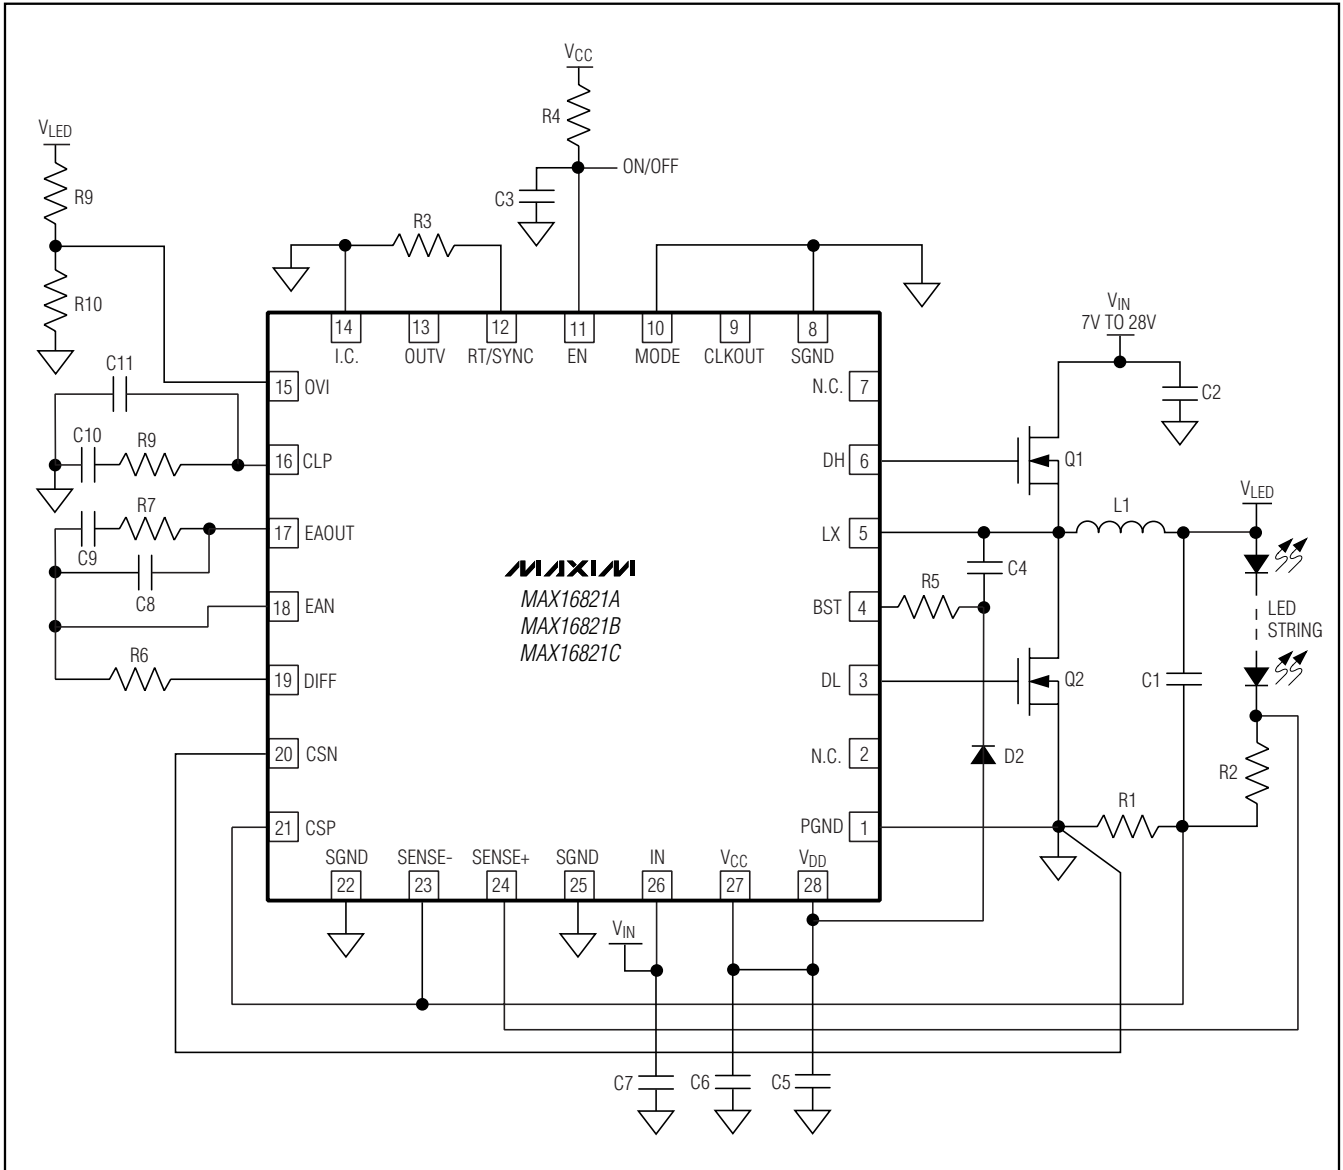 VCC
R4
VLED
R9
ON/OFF
C3
R3
R10
VIN
7V TO 28V
14
13
12
11
10
9
8
I.C.
OUTV
RT/SYNC
EN
MODE
CLKOUT
SGND
C11
15 OVI
N.C. 7
C2
C10
R9
16 CLP
DH 6
Q1
VLED
R7
L1
17 EAOUT
LX 5
C9
MAXIM
C4
C8
MAX16821A
R5
18 EAN
BST 4
LED
STRING
MAX16821B
MAX16821C
R6
19 DIFF
DL 3
Q2
C1
20 CSN
N.C. 2
D2
R2
R1
21 CSP
PGND 1
SGND
SENSE-
SENSE+
SGND
IN
VCC
VDD
22
23
24
25
26
27
28
VIN
C7
C6
C5